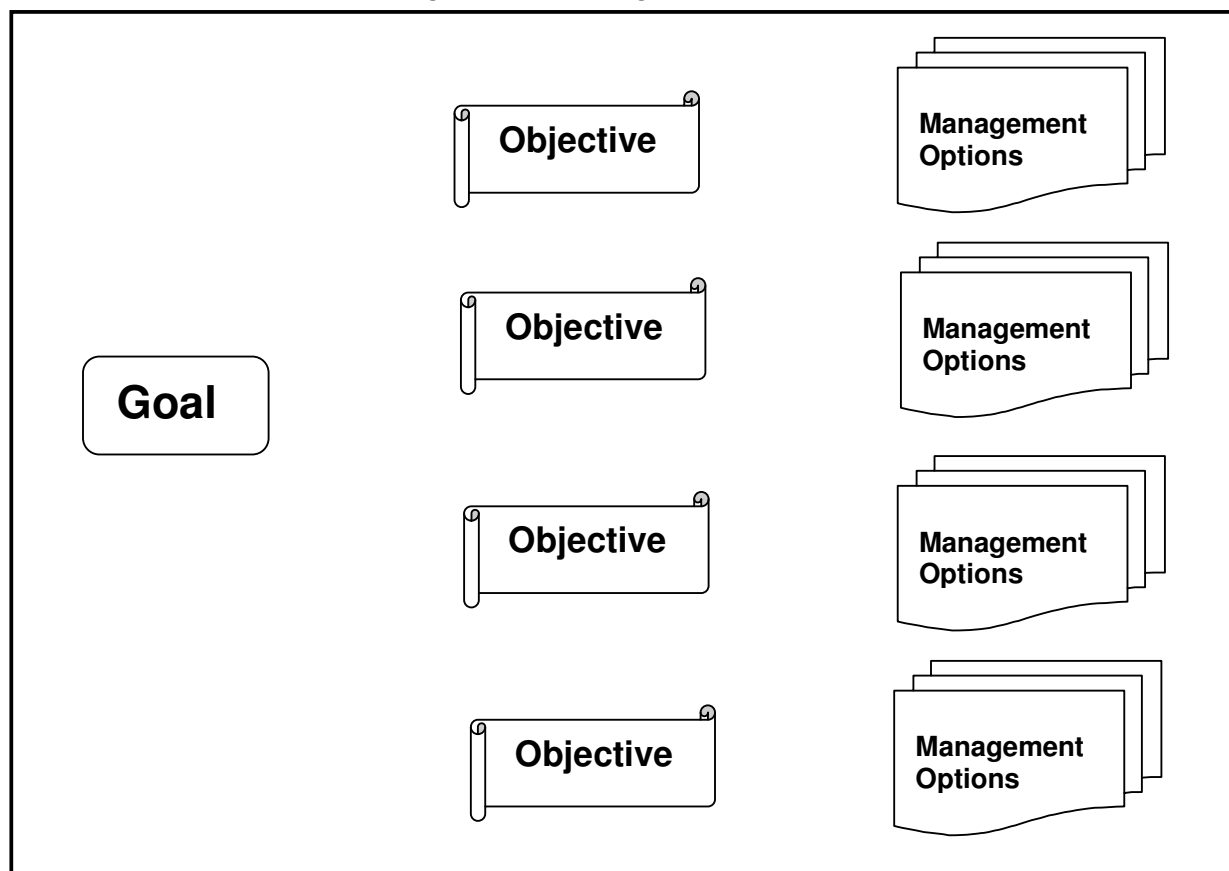 Objective
Management
Options
Objective
Management
Options
Goal
Objective
Management
Options
Objective
Management
Options